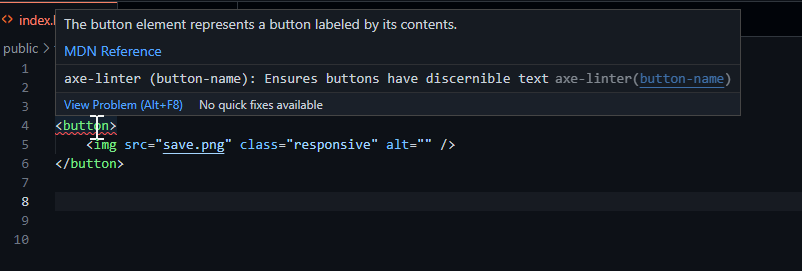 <> index.
The button element represents a button labeled by its contents.
MDN Reference
public >
axe-linter (button-name): Ensures buttons have discernible text axe-linter(button-name)
View Problem (Alt+F8) No quick fixes available
1
2
3
4 <button>
5 <img src="save.png" class="responsive" alt="" />
6 </button>
7
8
9
10